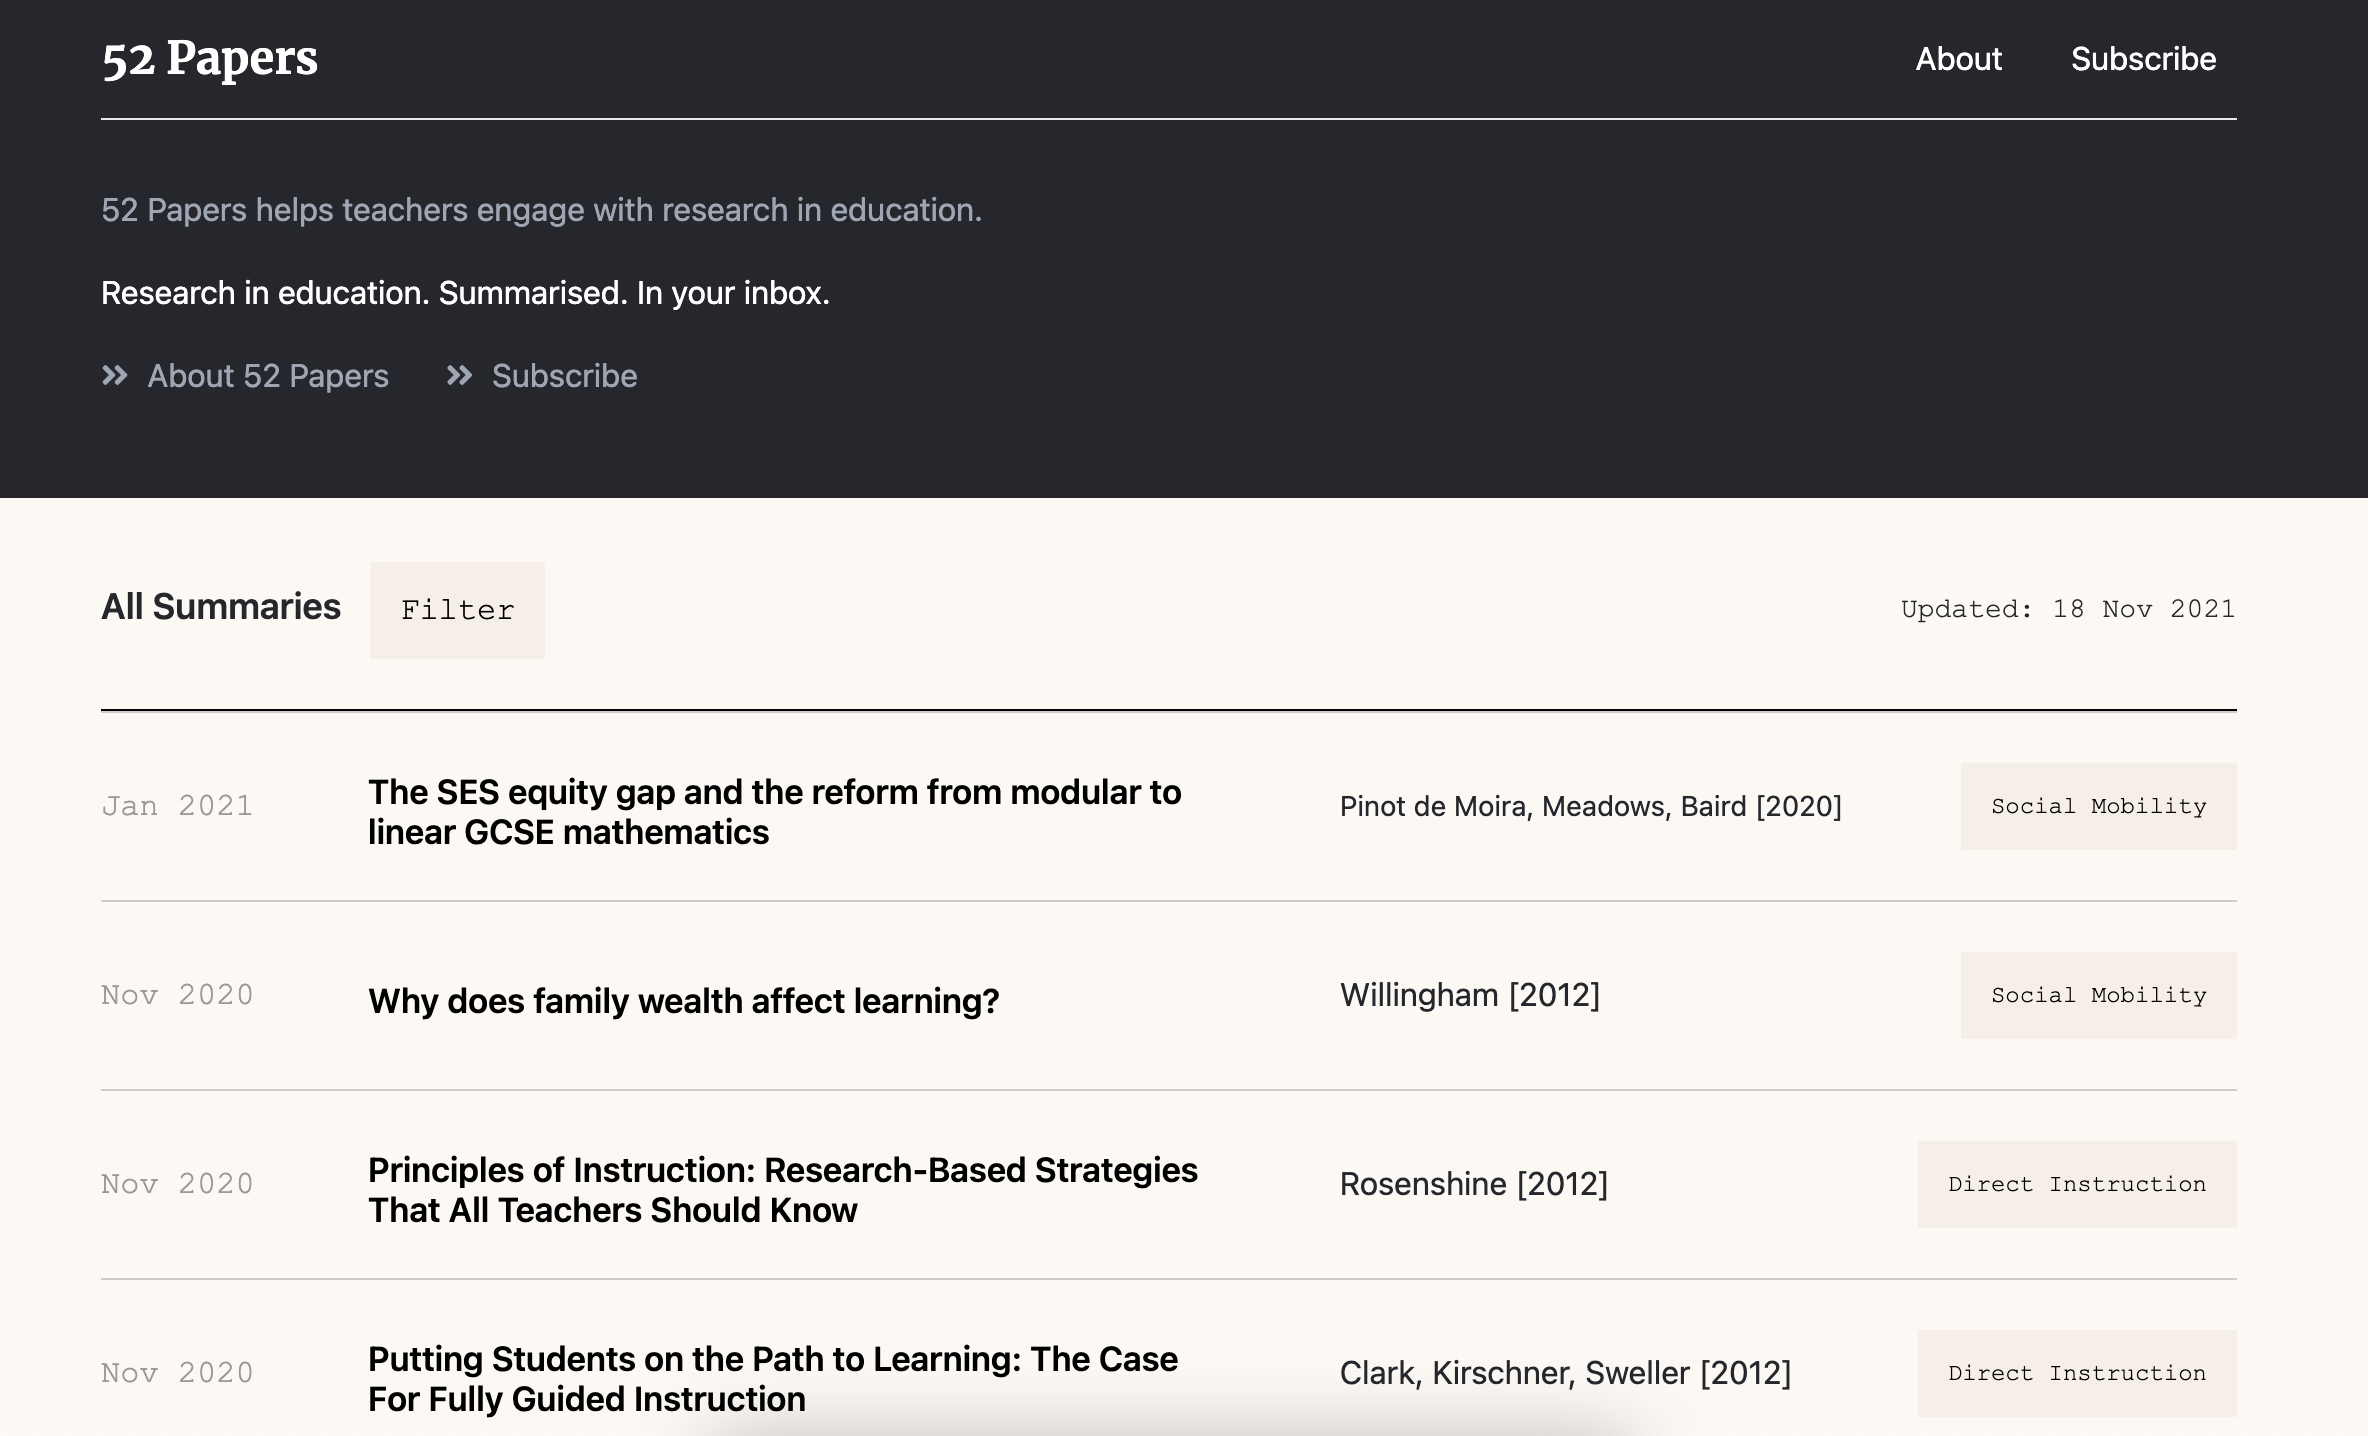 52 Papers
About
Subscribe
52 Papers helps teachers engage with research in education.
Research in education. Summarised. In your inbox.
About 52 Papers
Subscribe
All Summaries
Filter
Updated: 18 Nov 2021
Jan 2021
The SES equity gap and the reform from modular to
linear GCSE mathematics
Pinot de Moira, Meadows, Baird [2020]
Social Mobility
Nov 2020
Why does family wealth affect learning?
Willingham [2012]
Social Mobility
Nov 2020
Principles of Instruction: Research-Based Strategies
That All Teachers Should Know
Rosenshine [2012]
Direct Instruction
Nov 2020
Putting Students on the Path to Learning: The Case
For Fully Guided Instruction
Clark, Kirschner, Sweller [2012]
Direct Instruction